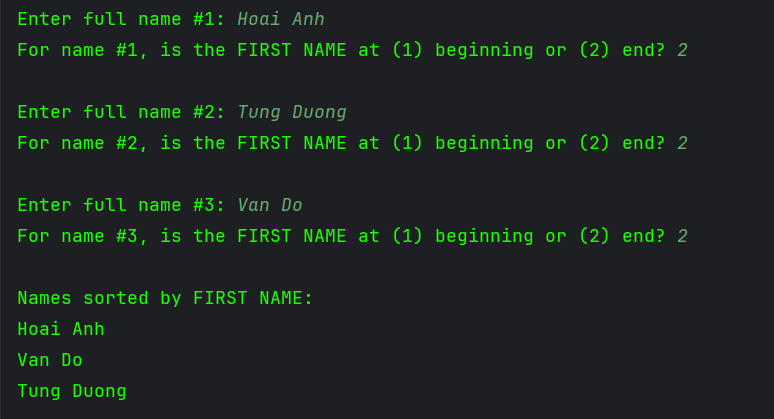 Enter full name #1: Hoai Anh
For name #1, is the FIRST NAME at (1) beginning or (2) end? 2
Enter full name #2: Tung Duong
For name #2, is the FIRST NAME at (1) beginning or (2) end? 2
Enter full name #3: Van Do
For name #3, is the FIRST NAME at (1) beginning or (2) end? 2
Names sorted by FIRST NAME:
Hoai Anh
Van Do
Tung Duong